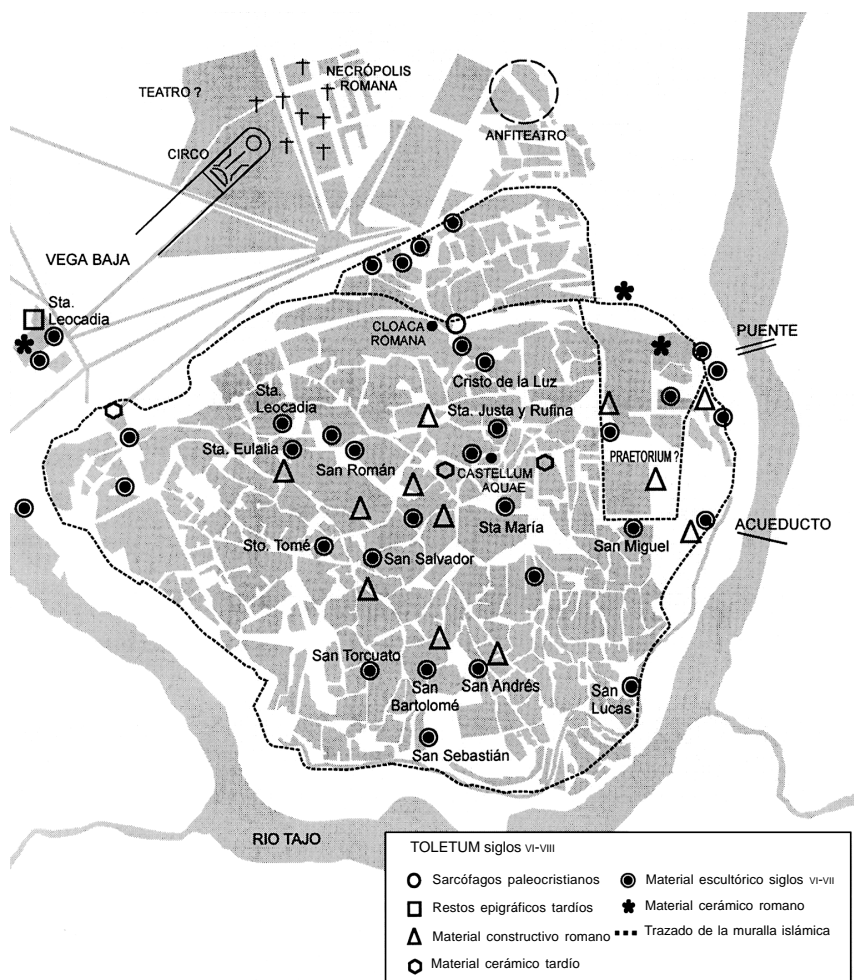 TEATRO ?
NECRÓPOLIS
ROMANA
ANFITEATRO
CIRCO
VEGA BAJA
Sta.
Leocadia
CLOACA
ROMANA
PUENTE
Cristo de la Luz
Sta.
Leocadia
Sta. Justa y Rufina
Sta. Eulalia
San Román
CASTELLUM
AQUAE
PRAETORIUM ?
Sta María
ACUEDUCTO
San Miguel
Sto. Tomé
San Salvador
San Torcuato
San
Bartolomé
San Andrés
San
Lucas
San Sebastián
RIO TAJO
TOLETUM siglos VI-VIII
Sarcófagos paleocristianos
Restos epigráficos tardíos
Material constructivo romano
Material cerámico tardío
Material escultórico siglos VI-VII
Material cerámico romano
Trazado de la muralla islámica